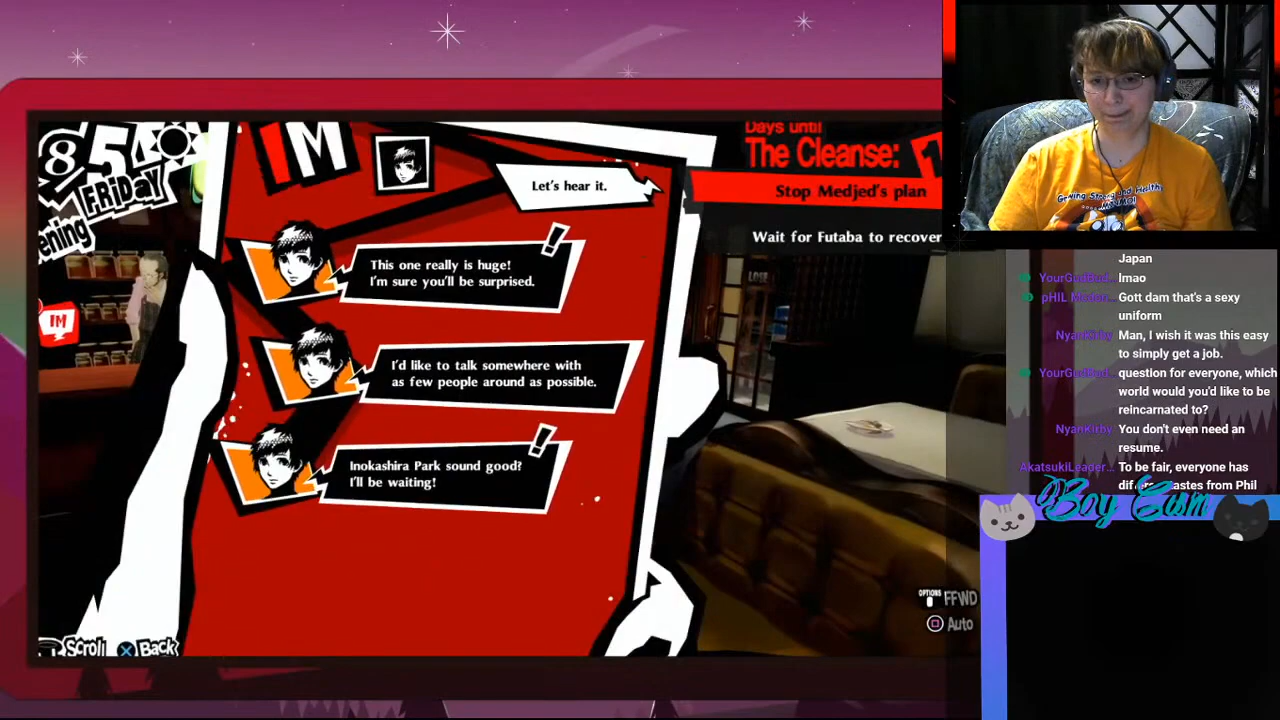 8/5
FRIDAY
IM
IM
Let's hear it.
This one really is huge!
I'm sure you'll be surprised.
I'd like to talk somewhere with
as few people around as possible.
Inokashira Park sound good?
I'll be waiting!
Scroll
Back
Days until
The Cleanse:
Stop Medjed's plan
Wait for Futaba to recover
OPTIONS
FFWD
Auto
Japan
lmao
Gott dam that's a sexy
uniform
NyanKirby Man, I wish it was this easy
to simply get a job.
question for everyone, which
world would you'd like to be
reincarnated to?
NyanKirby You don't even need an
resume.
AkatsukiLeader... To be fair, everyone has
from Phil
Boy Cism